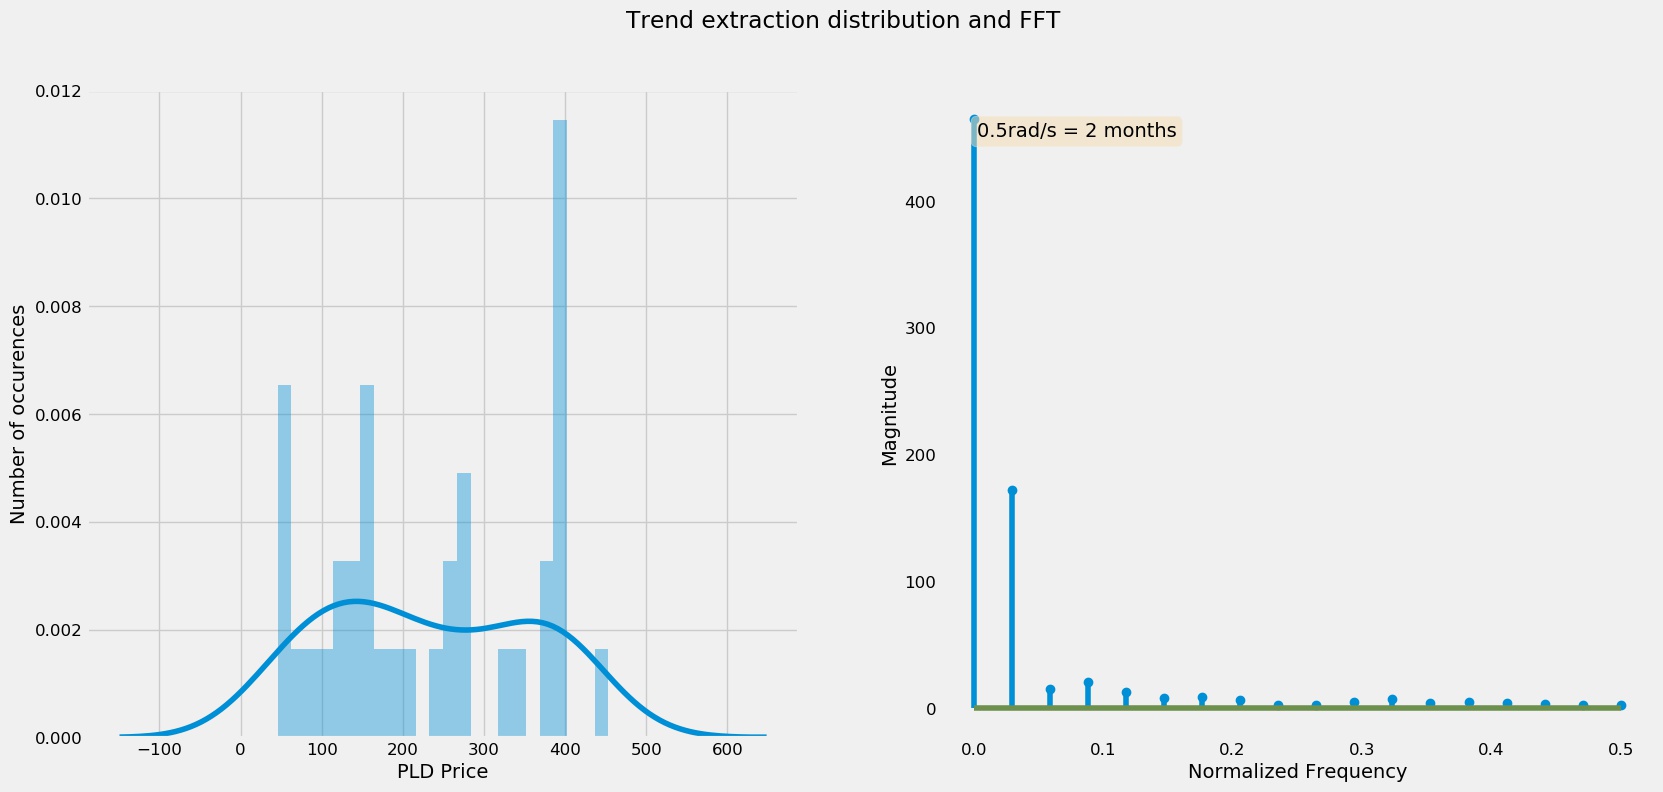 Trend extraction distribution and FFT
0.012
0.010
0.008
0.006
0.004
0.002
0.000
Number of occurences
−100 0 100 200 300 400 500 600
PLD Price
0.5rad/s = 2 months
400
300
200
100
0
Magnitude
0.0 0.1 0.2 0.3 0.4 0.5
Normalized Frequency